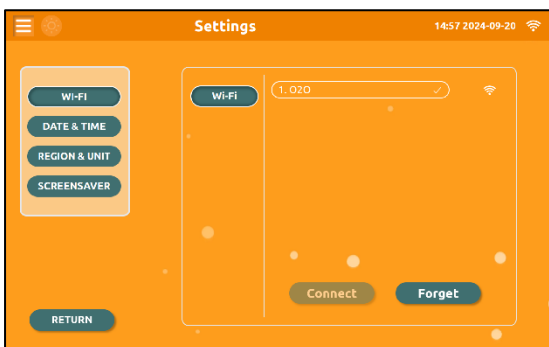 Settings
14:57 2024-09-20
WI-FI
DATE & TIME
REGION & UNIT
SCREENSAVER
RETURN
Wi-Fi
1. O2O
Connect
Forget